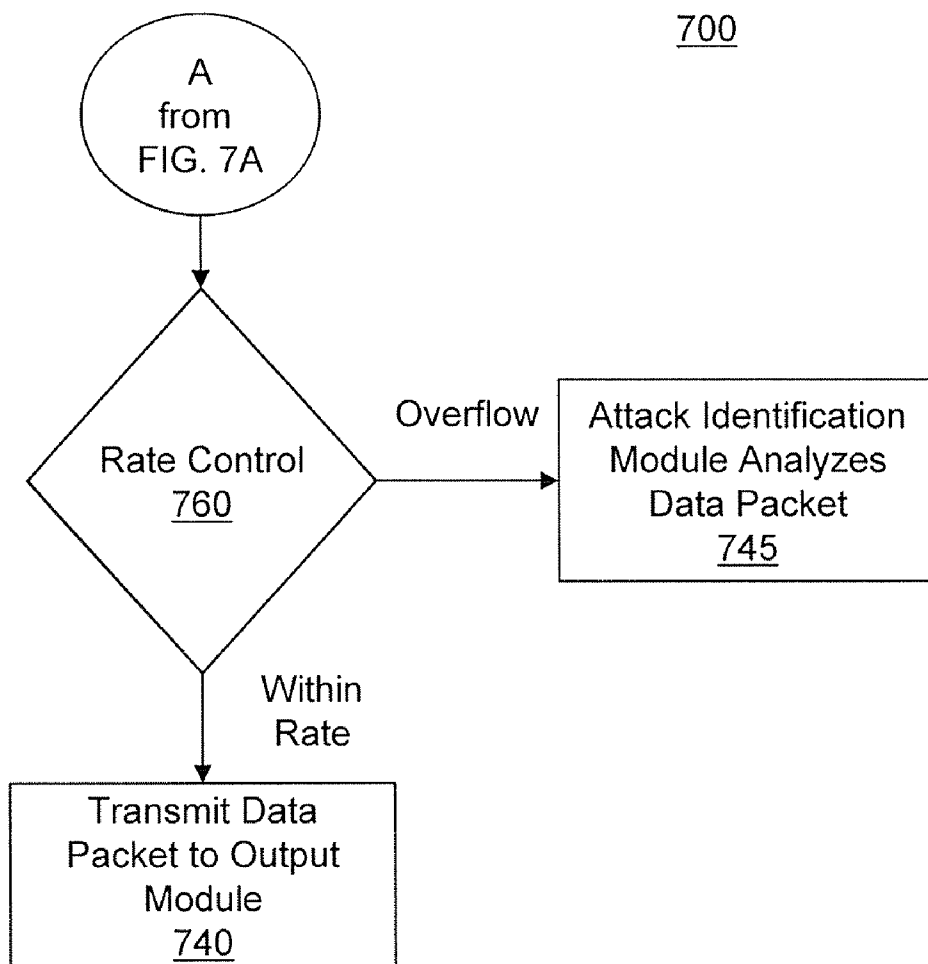 700
A
from
FIG. 7A
Rate Control
760
Overflow
Attack Identification
Module Analyzes
Data Packet
745
Within
Rate
Transmit Data
Packet to Output
Module
740